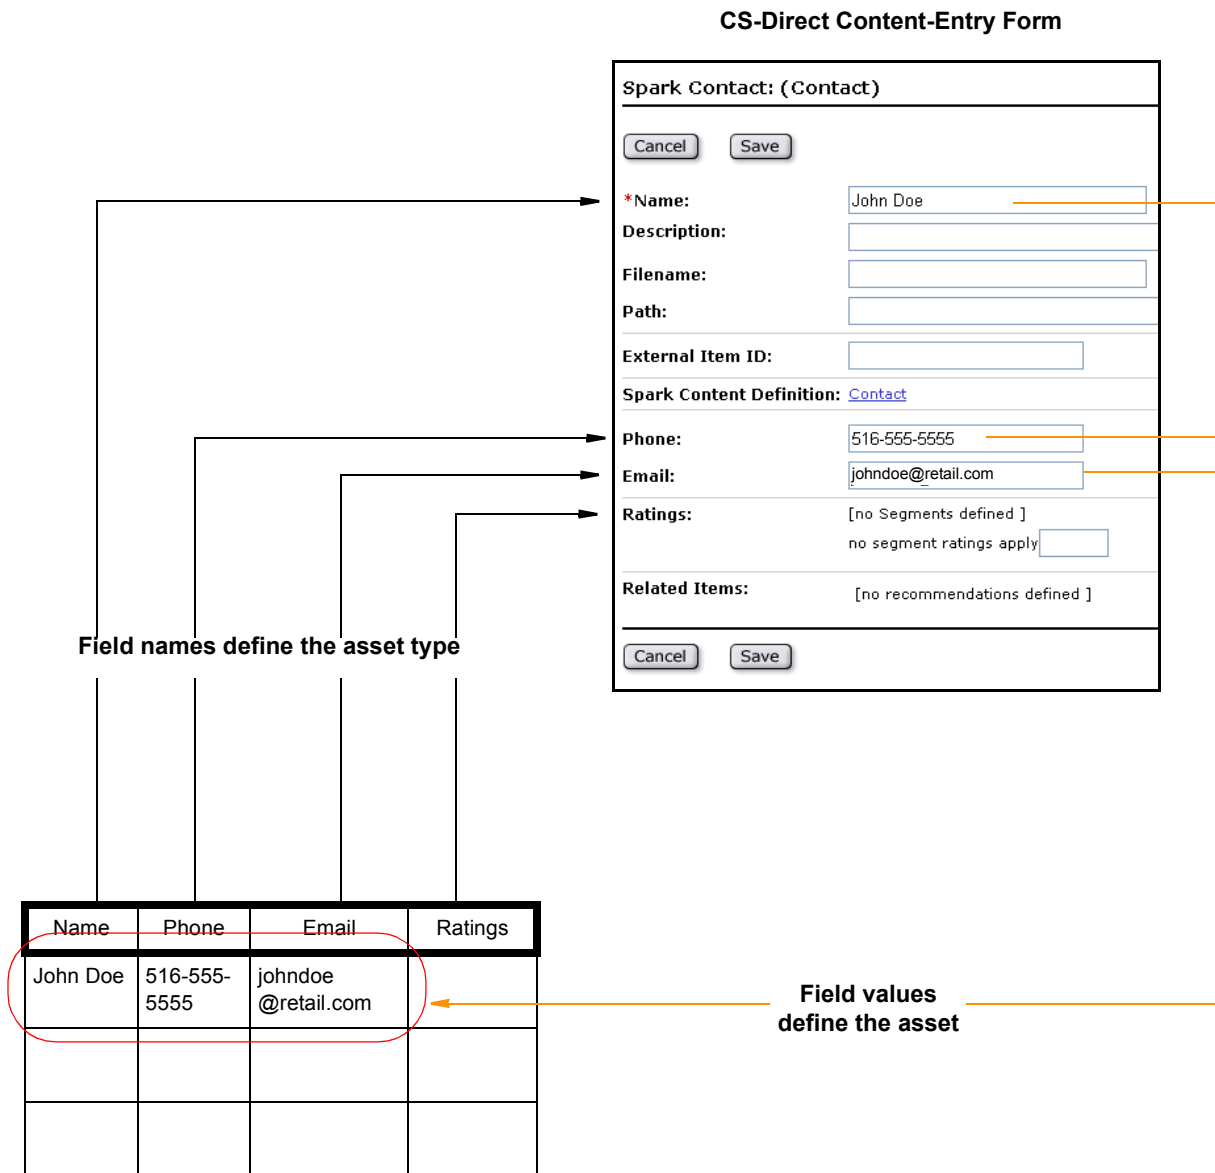 CS-Direct Content-Entry Form
Spark Contact: (Contact)
Cancel Save
*Name: John Doe
Description:
Filename:
Path:
External Item ID:
Spark Content Definition: Contact
Phone: 516-555-5555
Email: johndoe@retail.com
Ratings: [no Segments defined ]
no segment ratings apply
Related Items: [no recommendations defined ]
Cancel Save
Field names define the asset type
Name Phone Email Ratings
John Doe 516-555- johndoe
5555 @retail.com
Field values
define the asset